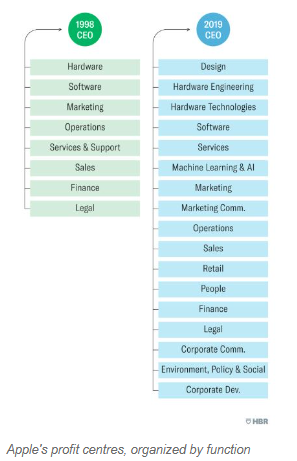 1998
CEO
Hardware
Software
Marketing
Operations
Services & Support
Sales
Finance
Legal
2019
CEO
Design
Hardware Engineering
Hardware Technologies
Software
Services
Machine Learning & AI
Marketing
Marketing Comm.
Operations
Sales
Retail
People
Finance
Legal
Corporate Comm.
Environment, Policy & Social
Corporate Dev.
HBR
Apple's profit centres, organized by function